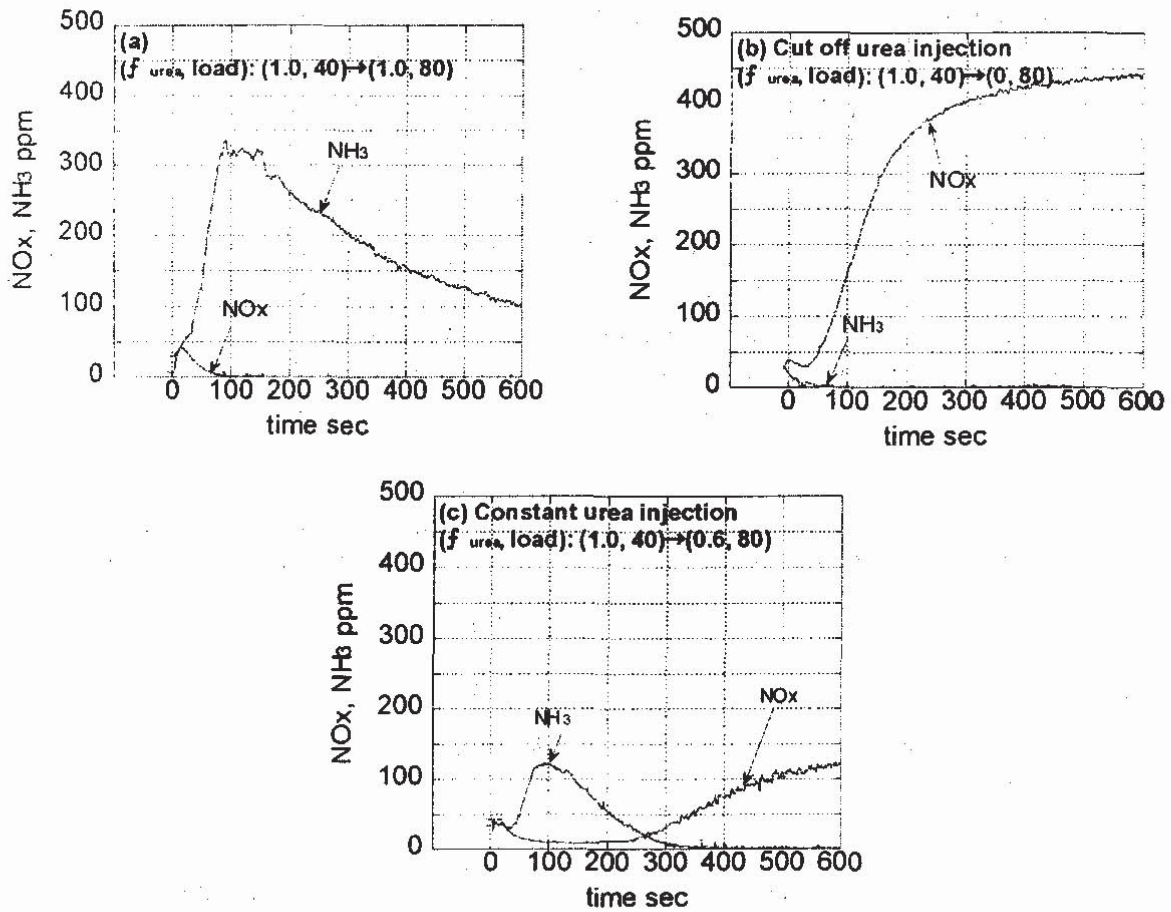 (a)
(f urea, load): (1.0, 40)→(1.0, 80)
NOx, NH3 ppm
500
400
300
200
100
0
NH3
NOx
0 100 200 300 400 500 600
time sec
(b) Cut off urea injection
(f urea, load): (1.0, 40)→(0, 80)
NOx, NH3 ppm
500
400
300
200
100
0
NOx
NH3
0 100 200 300 400 500 600
time sec
(c) Constant urea injection
(f urea, load): (1.0, 40)→(0.6, 80)
NOx, NH3 ppm
500
400
300
200
100
0
NH3
NOx
0 100 200 300 400 500 600
time sec